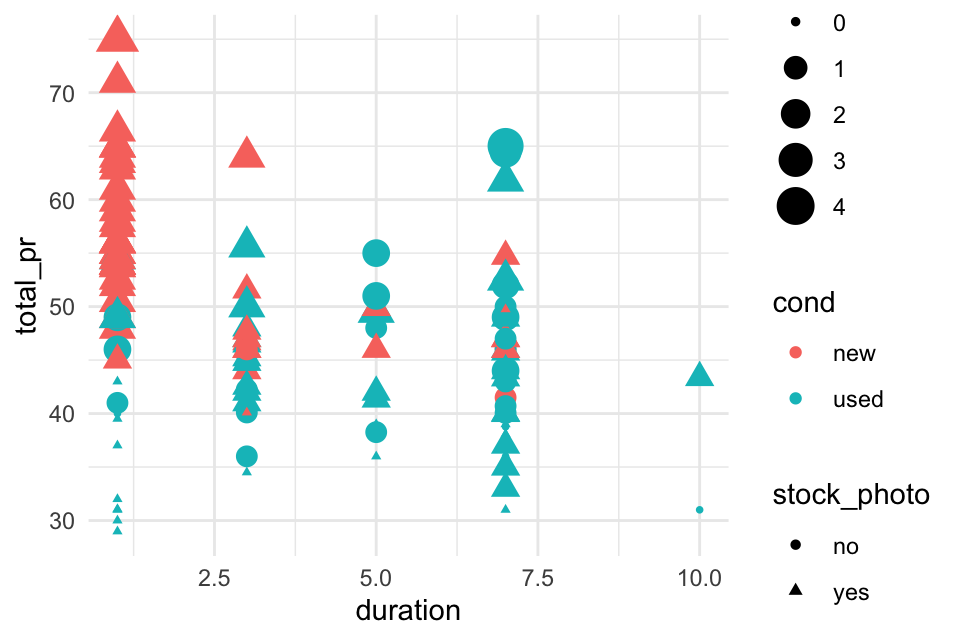 70
60
50
40
30
total_pr
2.5 5.0 7.5 10.0
duration
0
1
2
3
4
cond
new
used
stock_photo
no
yes